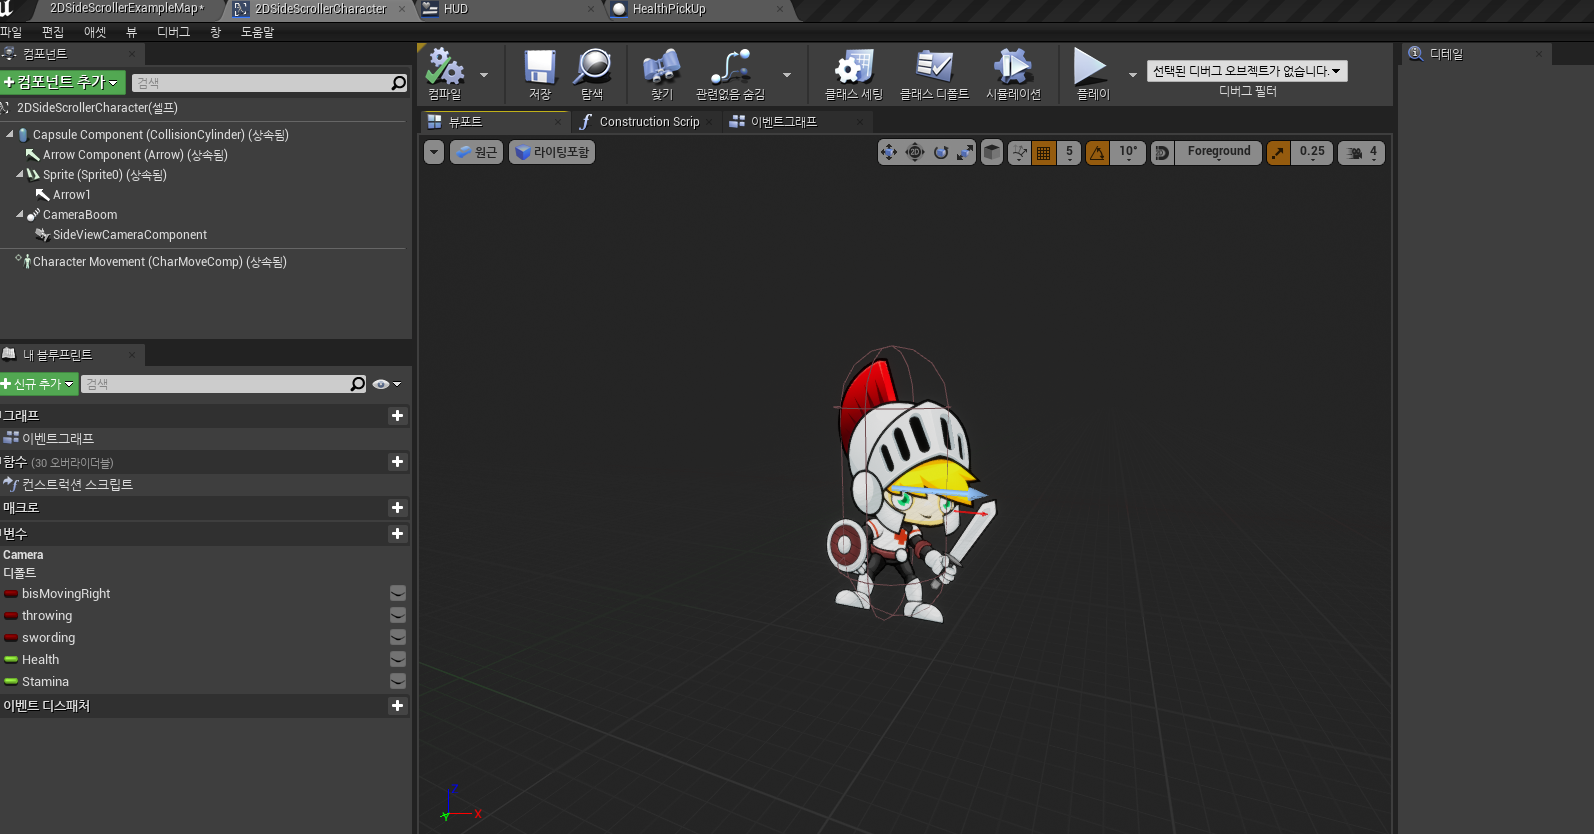 2DSideScrollerExampleMap*
2DSideScrollerCharacter
HUD
HealthPickUp
파일 편집 애셋 뷰 디버그 창 도움말
컴포넌트
+컴포넌트 추가
검색
2DSideScrollerCharacter(셀프)
Capsule Component (CollisionCylinder) (상속됨)
Arrow Component (Arrow) (상속됨)
Sprite (Sprite0) (상속됨)
Arrow1
CameraBoom
SideViewCameraComponent
Character Movement (CharMoveComp) (상속됨)
내 블루프린트
+신규 추가
검색
그래프
이벤트그래프
함수 (30 오버라이더블)
컨스트럭션 스크립트
매크로
변수
Camera
디폴트
bisMovingRight
throwing
swording
Health
Stamina
이벤트 디스패처
컴파일
저장
탐색
찾기
관련없음 숨김
클래스 세팅
클래스 디폴트
시뮬레이션
플레이
선택된 디버그 오브젝트가 없습니다.
디버그 필터
뷰포트
Construction Scrip
이벤트그래프
원근
라이팅포함
2D
5
10°
Foreground
0.25
4
Z
X
Y
디테일